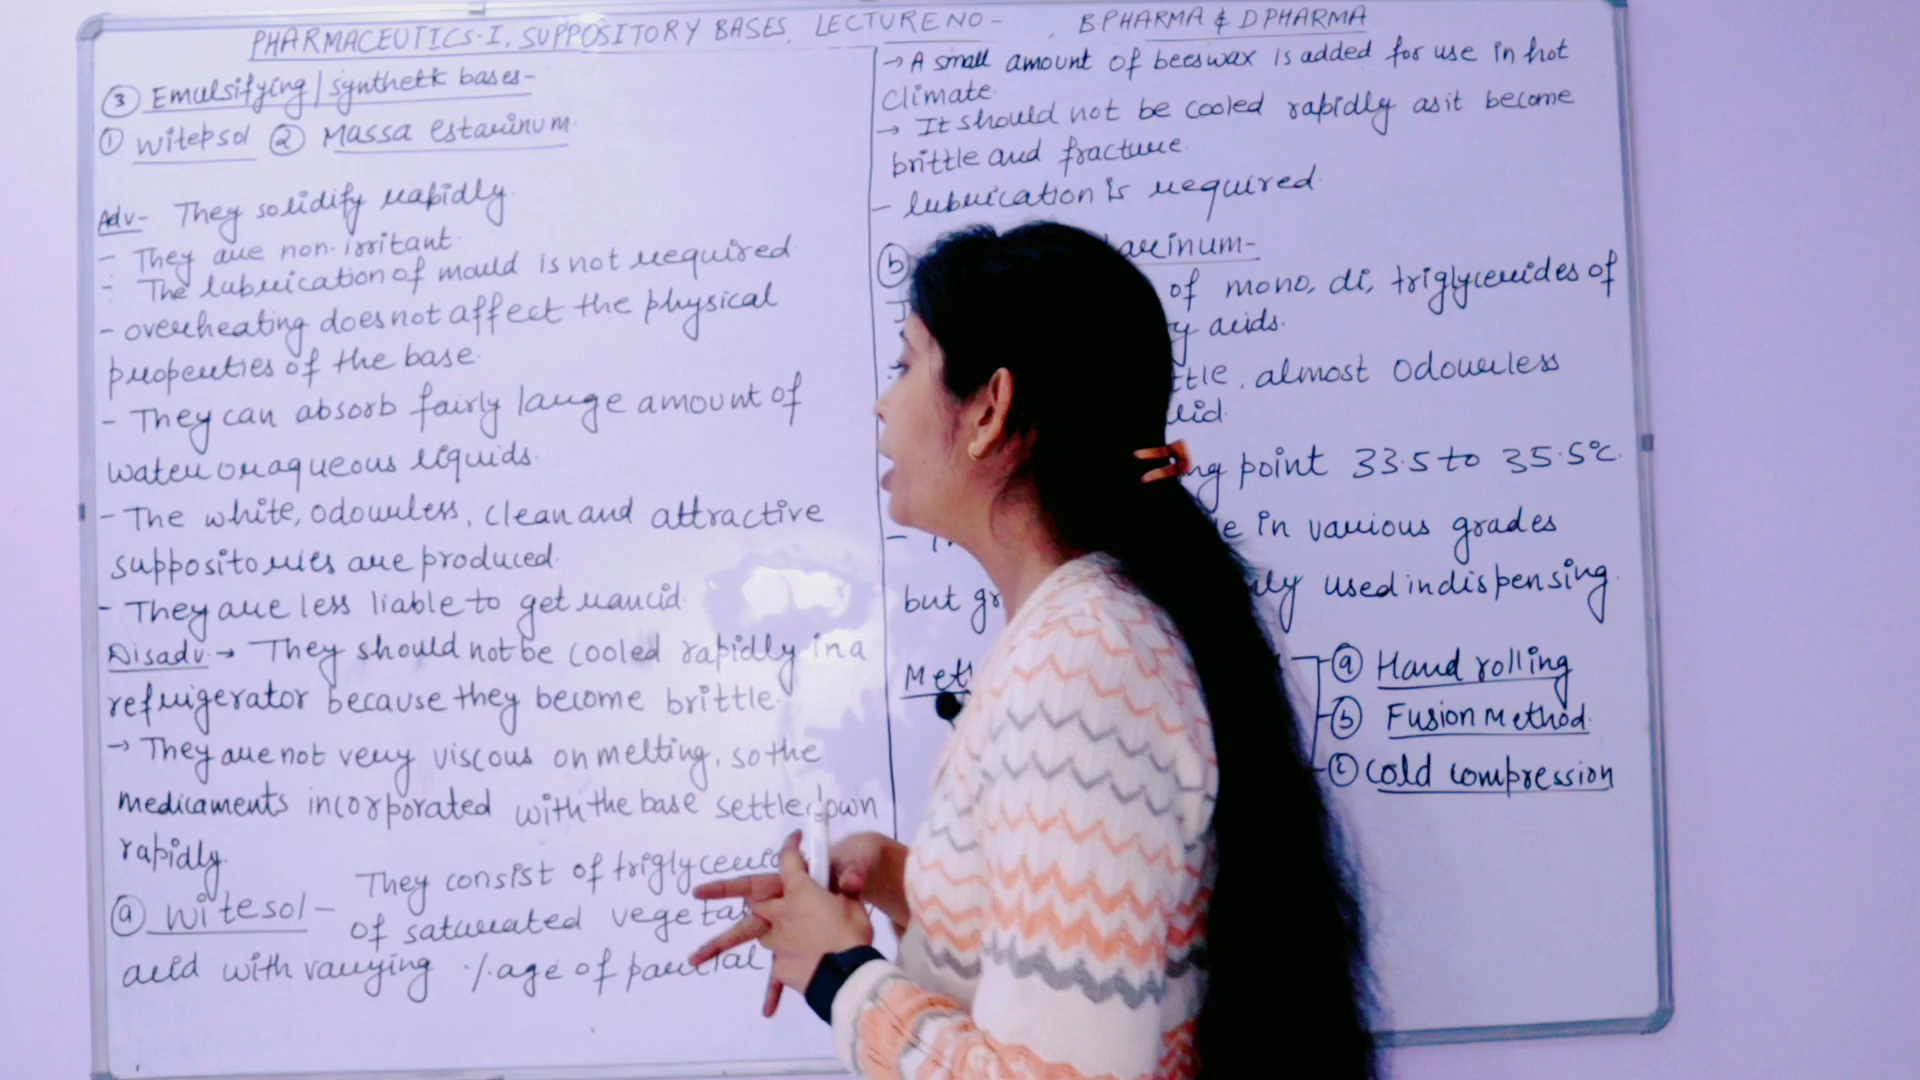 PHARMACEUTICS-I, SUPPOSITORY BASES, LECTURE NO - , B PHARMA & D PHARMA
③ Emulsifying/synthetic bases-
① Witepsol ② Massa estarinum
Adv- They solidify rapidly.
- They are non-irritant.
- The lubrication of mould is not required
- overheating does not affect the physical
properties of the base.
- They can absorb fairly large amount of
water or aqueous liquids.
- The white, odourless, clean and attractive
suppositories are produced.
- They are less liable to get rancid.
Disadv.→ They should not be cooled rapidly in a
refrigerator because they become brittle.
→ They are not very viscous on melting, so the
medicaments incorporated with the base settle down
rapidly.
ⓐ Witesol - They consist of
of saturated
acid with varying %age of partial
→ A small amount of beeswax is added for use in hot
climate.
→ It should not be cooled rapidly as it become
brittle and fracture.
- lubrication is required.
ⓑ
of mono, di, triglycerides of
acids.
almost odourless
point 33.5 to 35.5°c.
in various grades
but used in dispensing.
ⓐ Hand rolling
ⓑ Fusion Method.
ⓒ cold compression